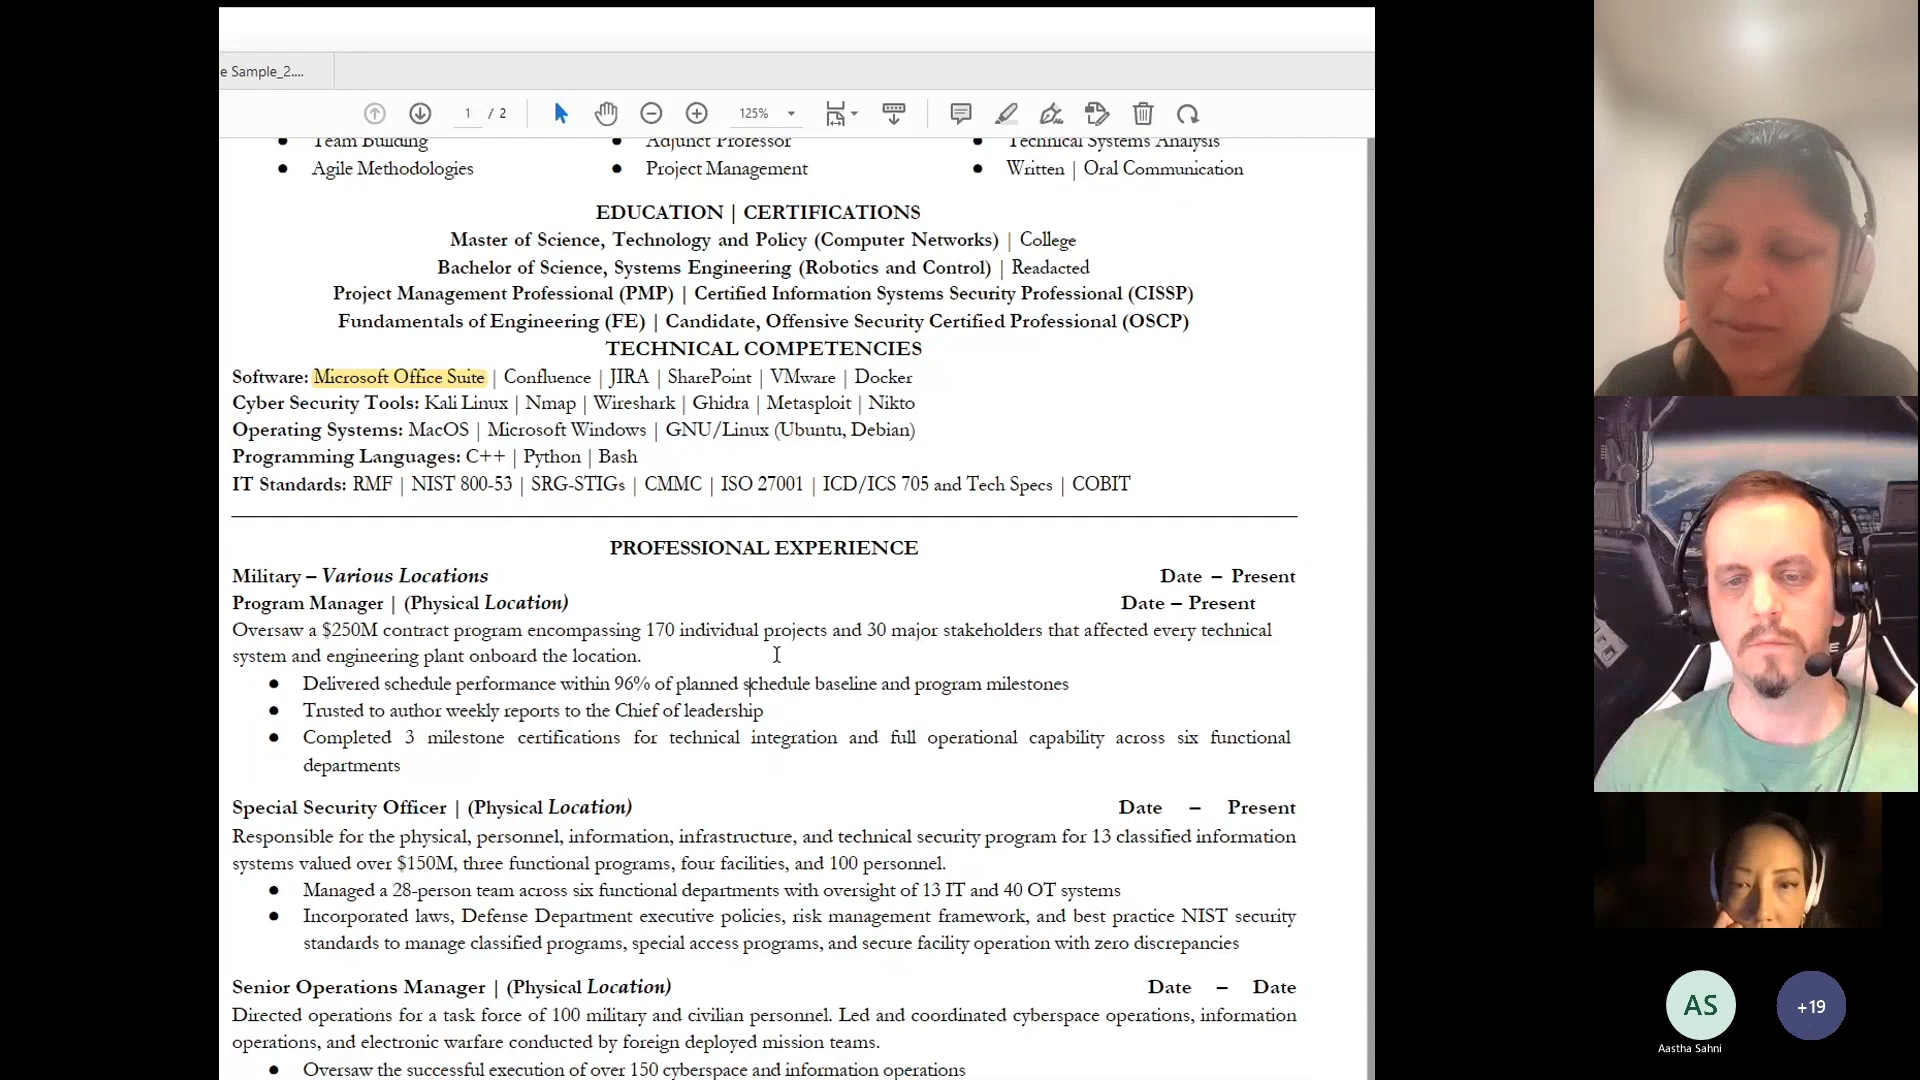 e Sample_2....
1 / 2
125%
Team Building
Adjunct Professor
Technical Systems Analysis
Agile Methodologies
Project Management
Written | Oral Communication
EDUCATION | CERTIFICATIONS
Master of Science, Technology and Policy (Computer Networks) | College
Bachelor of Science, Systems Engineering (Robotics and Control) | Readacted
Project Management Professional (PMP) | Certified Information Systems Security Professional (CISSP)
Fundamentals of Engineering (FE) | Candidate, Offensive Security Certified Professional (OSCP)
TECHNICAL COMPETENCIES
Software: Microsoft Office Suite | Confluence | JIRA | SharePoint | VMware | Docker
Cyber Security Tools: Kali Linux | Nmap | Wireshark | Ghidra | Metasploit | Nikto
Operating Systems: MacOS | Microsoft Windows | GNU/Linux (Ubuntu, Debian)
Programming Languages: C++ | Python | Bash
IT Standards: RMF | NIST 800-53 | SRG-STIGs | CMMC | ISO 27001 | ICD/ICS 705 and Tech Specs | COBIT
PROFESSIONAL EXPERIENCE
Military – Various Locations Date – Present
Program Manager | (Physical Location) Date – Present
Oversaw a $250M contract program encompassing 170 individual projects and 30 major stakeholders that affected every technical
system and engineering plant onboard the location.
Delivered schedule performance within 96% of planned schedule baseline and program milestones
Trusted to author weekly reports to the Chief of leadership
Completed 3 milestone certifications for technical integration and full operational capability across six functional
departments
Special Security Officer | (Physical Location) Date – Present
Responsible for the physical, personnel, information, infrastructure, and technical security program for 13 classified information
systems valued over $150M, three functional programs, four facilities, and 100 personnel.
Managed a 28-person team across six functional departments with oversight of 13 IT and 40 OT systems
Incorporated laws, Defense Department executive policies, risk management framework, and best practice NIST security
standards to manage classified programs, special access programs, and secure facility operation with zero discrepancies
Senior Operations Manager | (Physical Location) Date – Date
Directed operations for a task force of 100 military and civilian personnel. Led and coordinated cyberspace operations, information
operations, and electronic warfare conducted by foreign deployed mission teams.
Oversaw the successful execution of over 150 cyberspace and information operations
AS
+19
Aastha Sahni